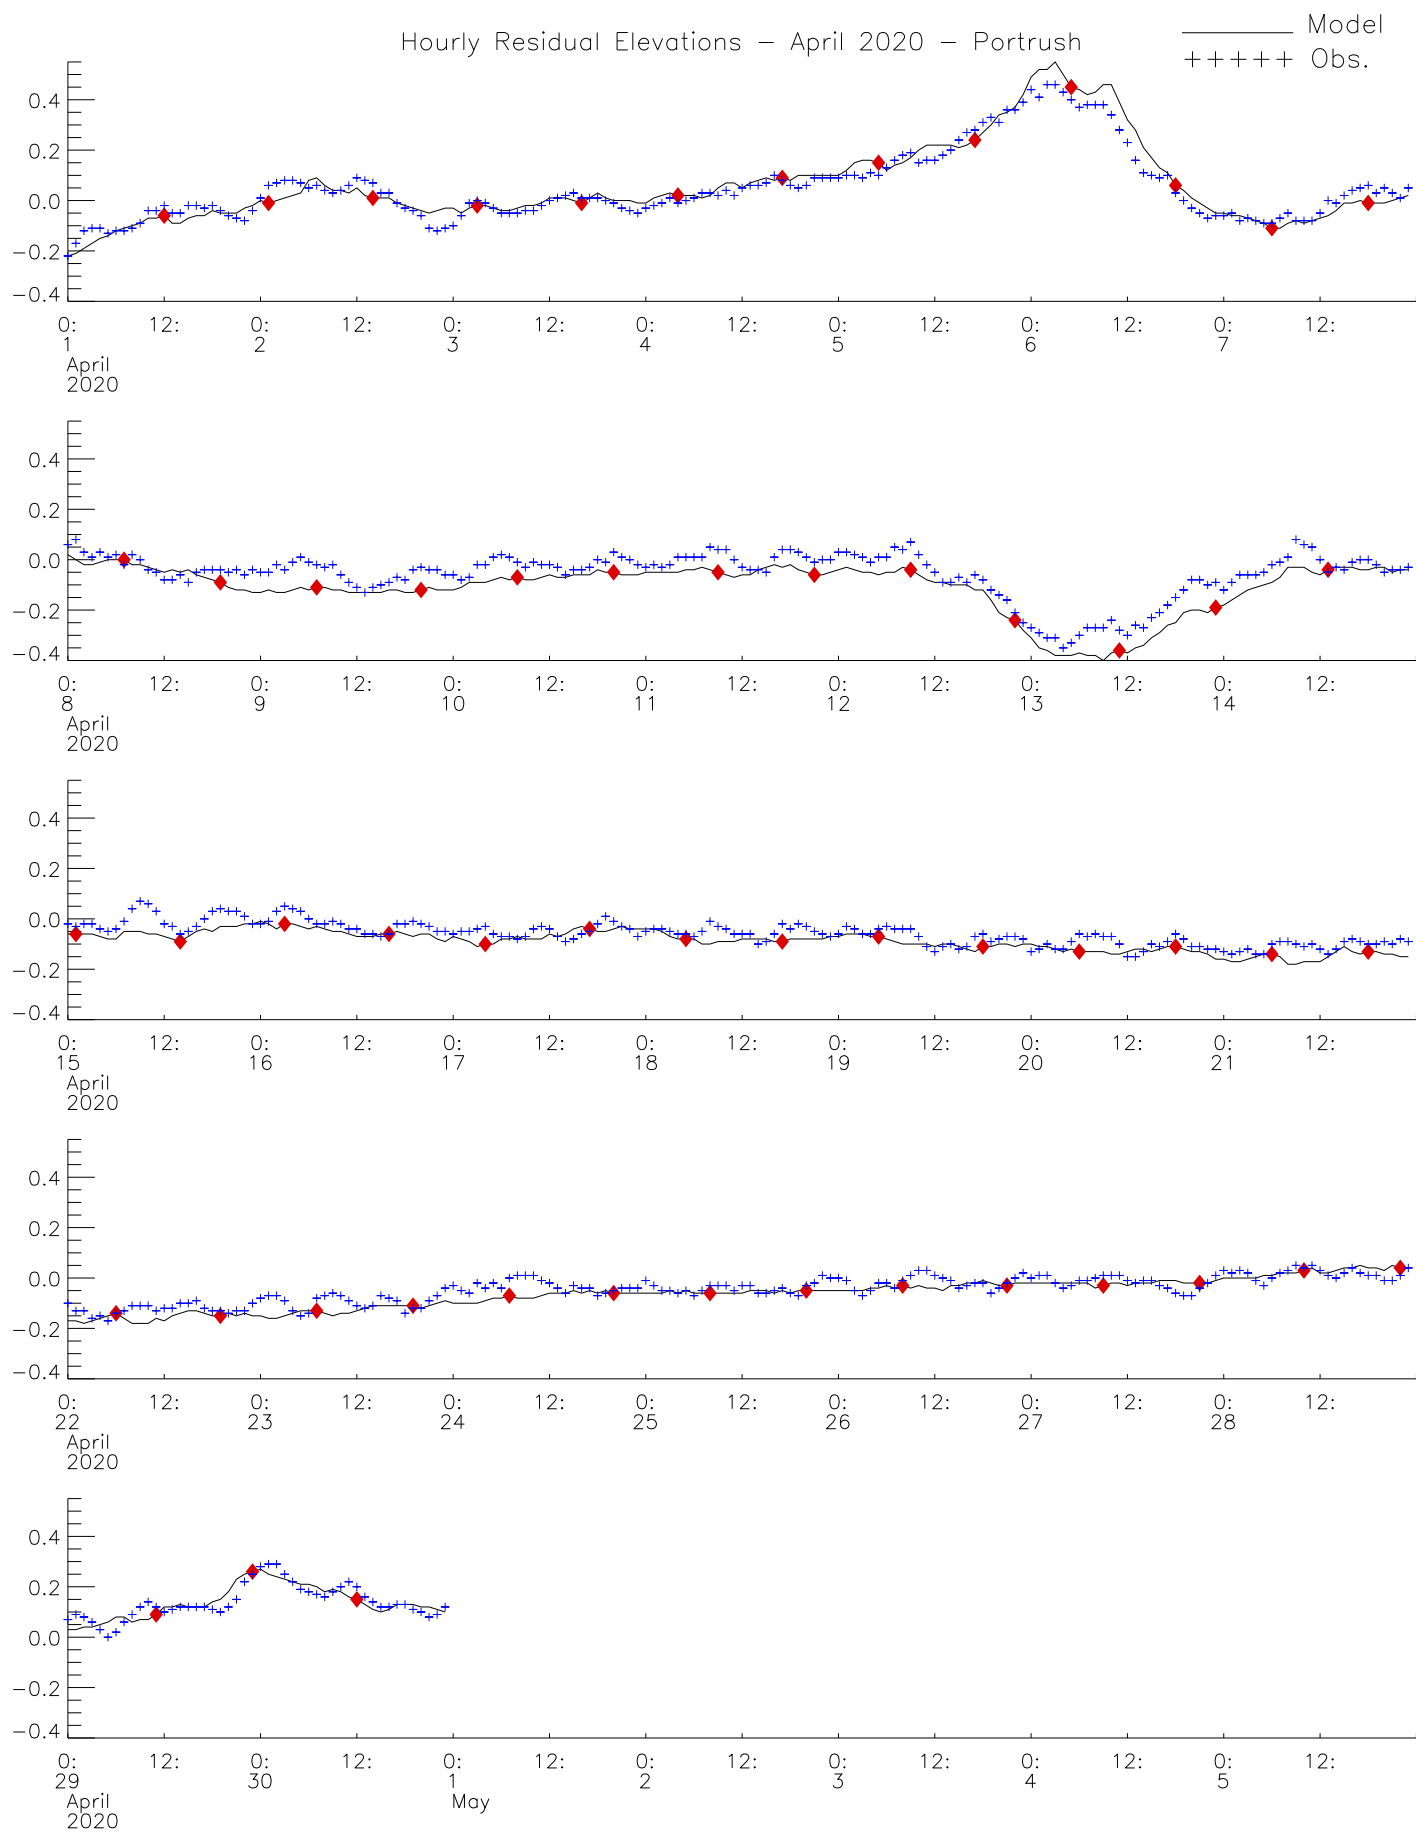 Hourly Residual Elevations – April 2020 – Portrush
Model
+++++ Obs.
0.4
0.2
0.0
−0.2
−0.4
0: 12: 0: 12: 0: 12: 0: 12: 0: 12: 0: 12: 0: 12:
1 2 3 4 5 6 7
April
2020
0.4
0.2
0.0
−0.2
−0.4
0: 12: 0: 12: 0: 12: 0: 12: 0: 12: 0: 12: 0: 12:
8 9 10 11 12 13 14
April
2020
0.4
0.2
0.0
−0.2
−0.4
0: 12: 0: 12: 0: 12: 0: 12: 0: 12: 0: 12: 0: 12:
15 16 17 18 19 20 21
April
2020
0.4
0.2
0.0
−0.2
−0.4
0: 12: 0: 12: 0: 12: 0: 12: 0: 12: 0: 12: 0: 12:
22 23 24 25 26 27 28
April
2020
0.4
0.2
0.0
−0.2
−0.4
0: 12: 0: 12: 0: 12: 0: 12: 0: 12: 0: 12: 0: 12:
29 30 1 2 3 4 5
April May
2020